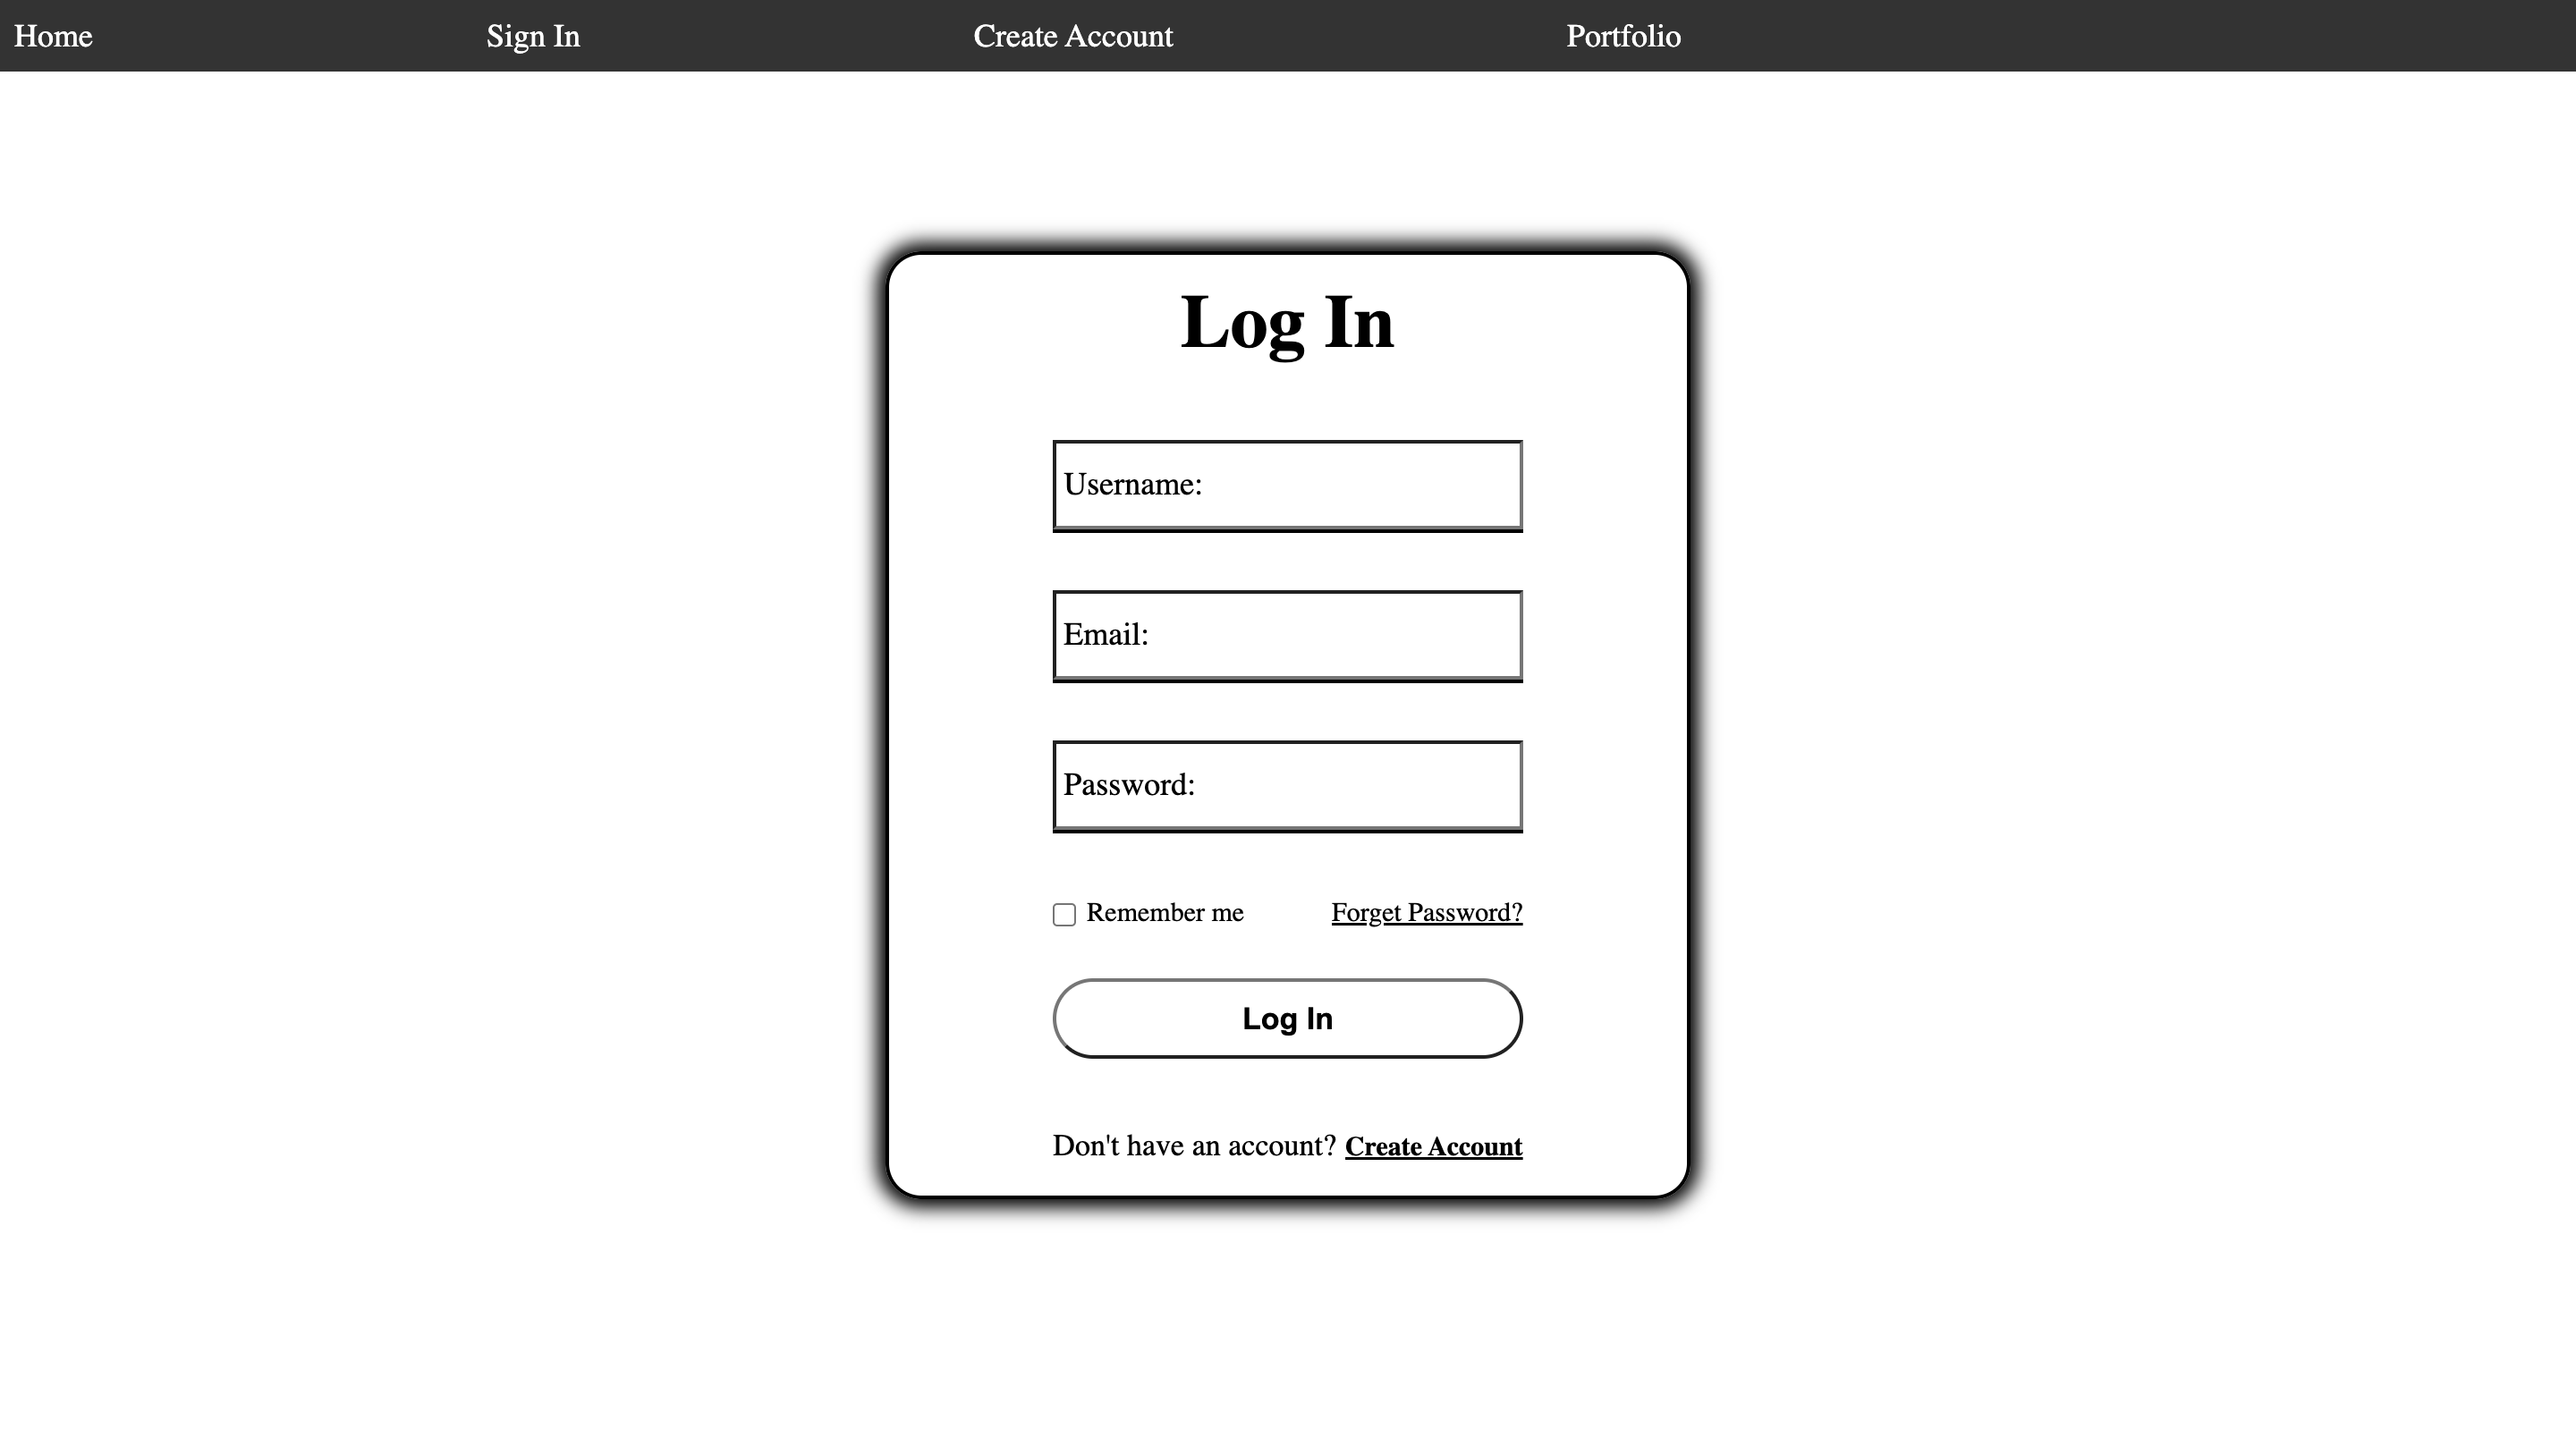 Home Sign In Create Account Portfolio
Log In
Username:
Email:
Password:
Remember me Forget Password?
Log In
Don't have an account? Create Account